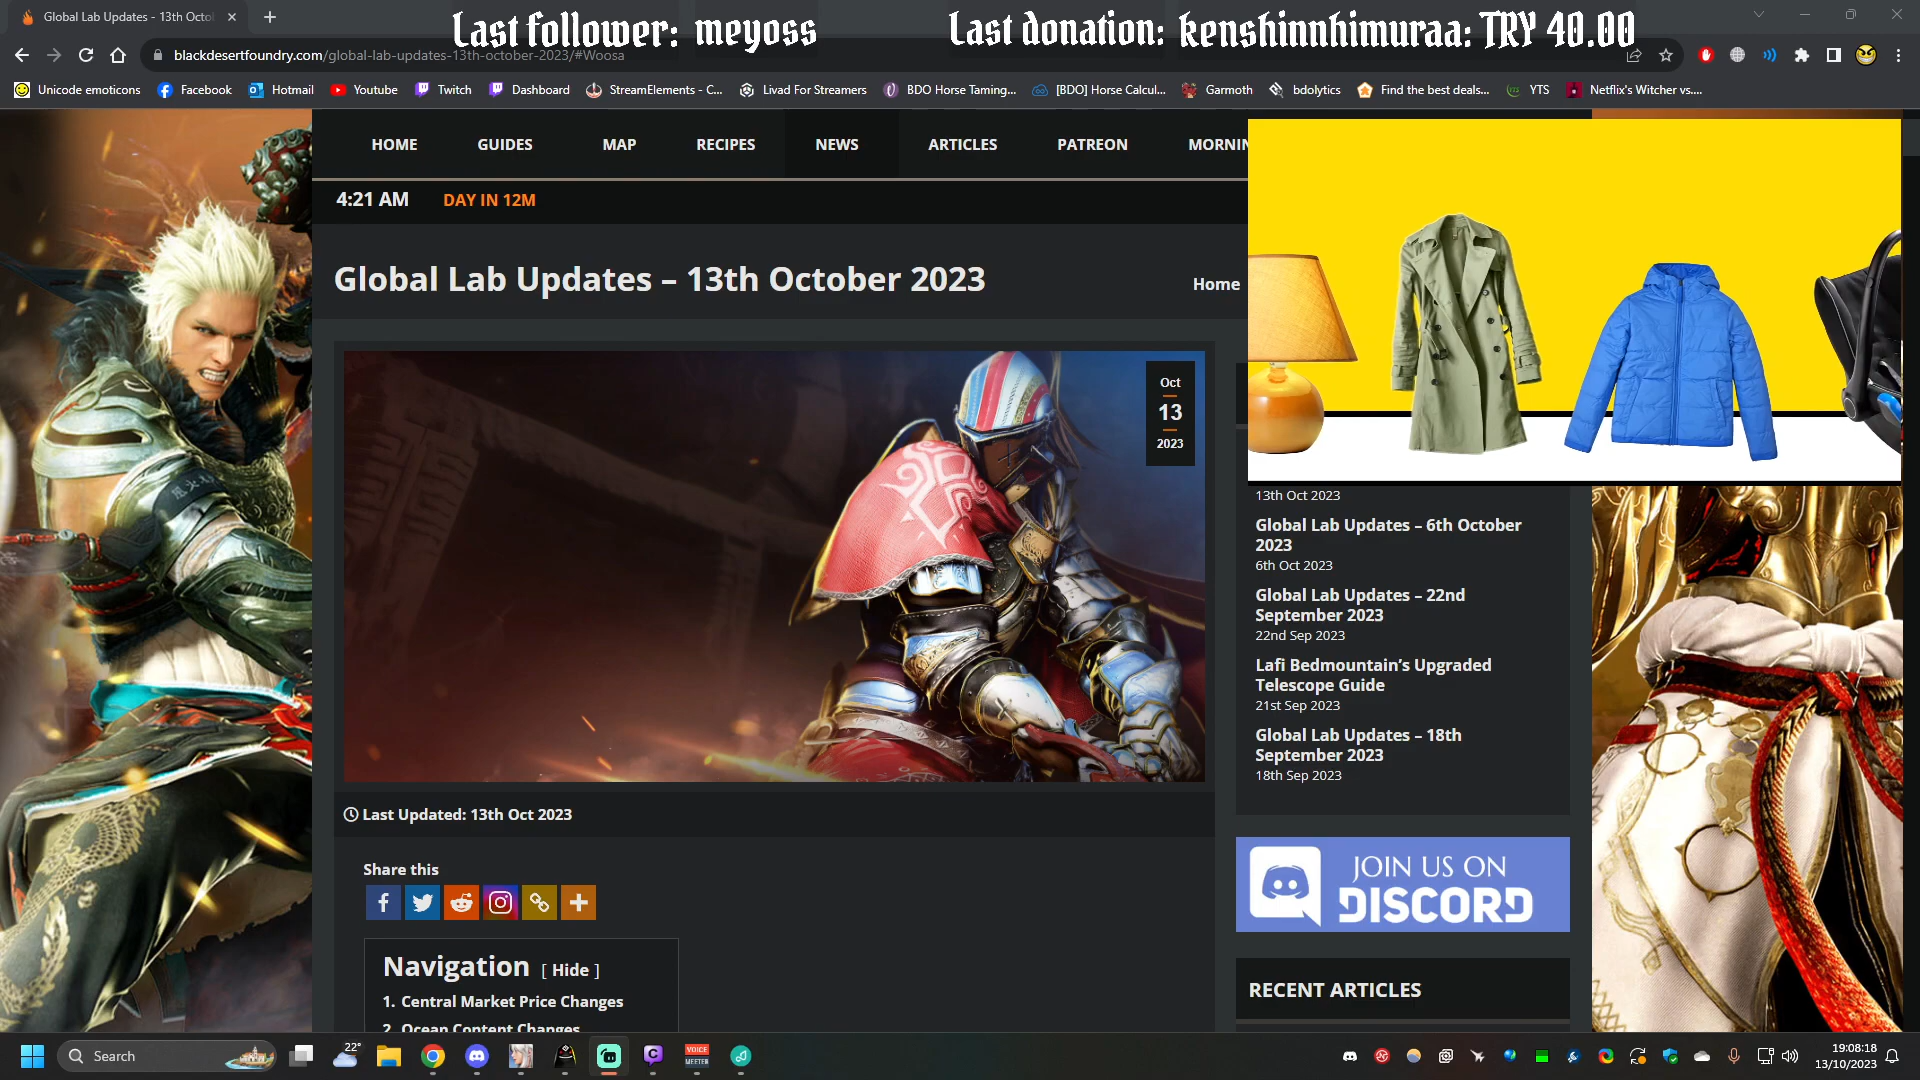 Global Lab Updates - 13th Octo
Last follower: meyoss
Last donation: kenshinnhimuraa: TRY 40.00
blackdesertfoundry.com/global-lab-updates-13th-october-2023/#Woosa
Unicode emoticons
Facebook
Hotmail
Youtube
Twitch
Dashboard
StreamElements - C...
Livad For Streamers
BDO Horse Taming...
[BDO] Horse Calcul...
Garmoth
bdolytics
Find the best deals...
YTS
Netflix's Witcher vs....
HOME
GUIDES
MAP
RECIPES
NEWS
ARTICLES
PATREON
MORNIN
4:21 AM
DAY IN 12M
Global Lab Updates – 13th October 2023
Home
Oct
13
2023
13th Oct 2023
Global Lab Updates – 6th October
2023
6th Oct 2023
Global Lab Updates – 22nd
September 2023
22nd Sep 2023
Lafi Bedmountain’s Upgraded
Telescope Guide
21st Sep 2023
Global Lab Updates – 18th
September 2023
18th Sep 2023
Last Updated: 13th Oct 2023
Share this
JOIN US ON
DISCORD
Navigation [ Hide ]
1. Central Market Price Changes
2. Ocean Content Changes
RECENT ARTICLES
Search
22°
VOICE
MEETER
19:08:18
13/10/2023